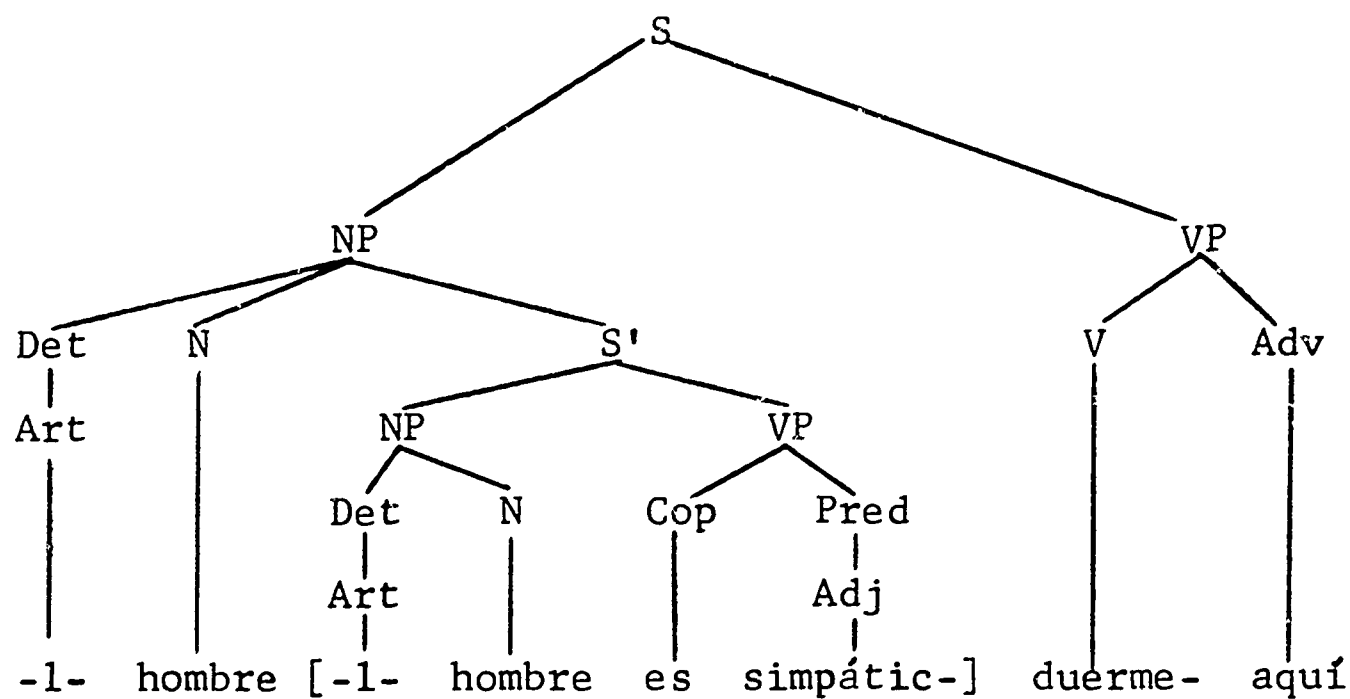 S
NP VP
Det N S' V Adv
Art NP VP
Det N Cop Pred
Art Adj
-l- hombre [-l- hombre es simpátic-] duerme- aquí